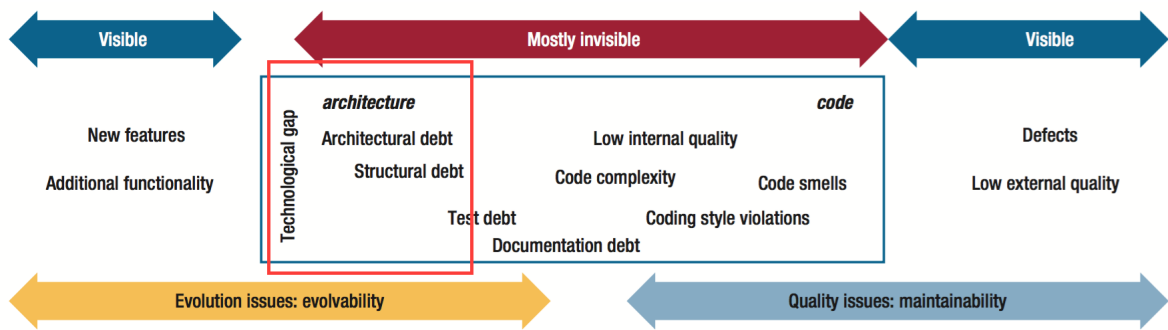 Visible
Mostly invisible
Visible
architecture
code
Technological gap
New features
Architectural debt
Low internal quality
Defects
Structural debt
Additional functionality
Code complexity
Code smells
Low external quality
Test debt
Coding style violations
Documentation debt
Evolution issues: evolvability
Quality issues: maintainability